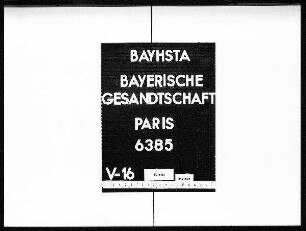 BAYHSTA
BAYERISCHE
GESANDTSCHAFT
PARIS
6385
V-16